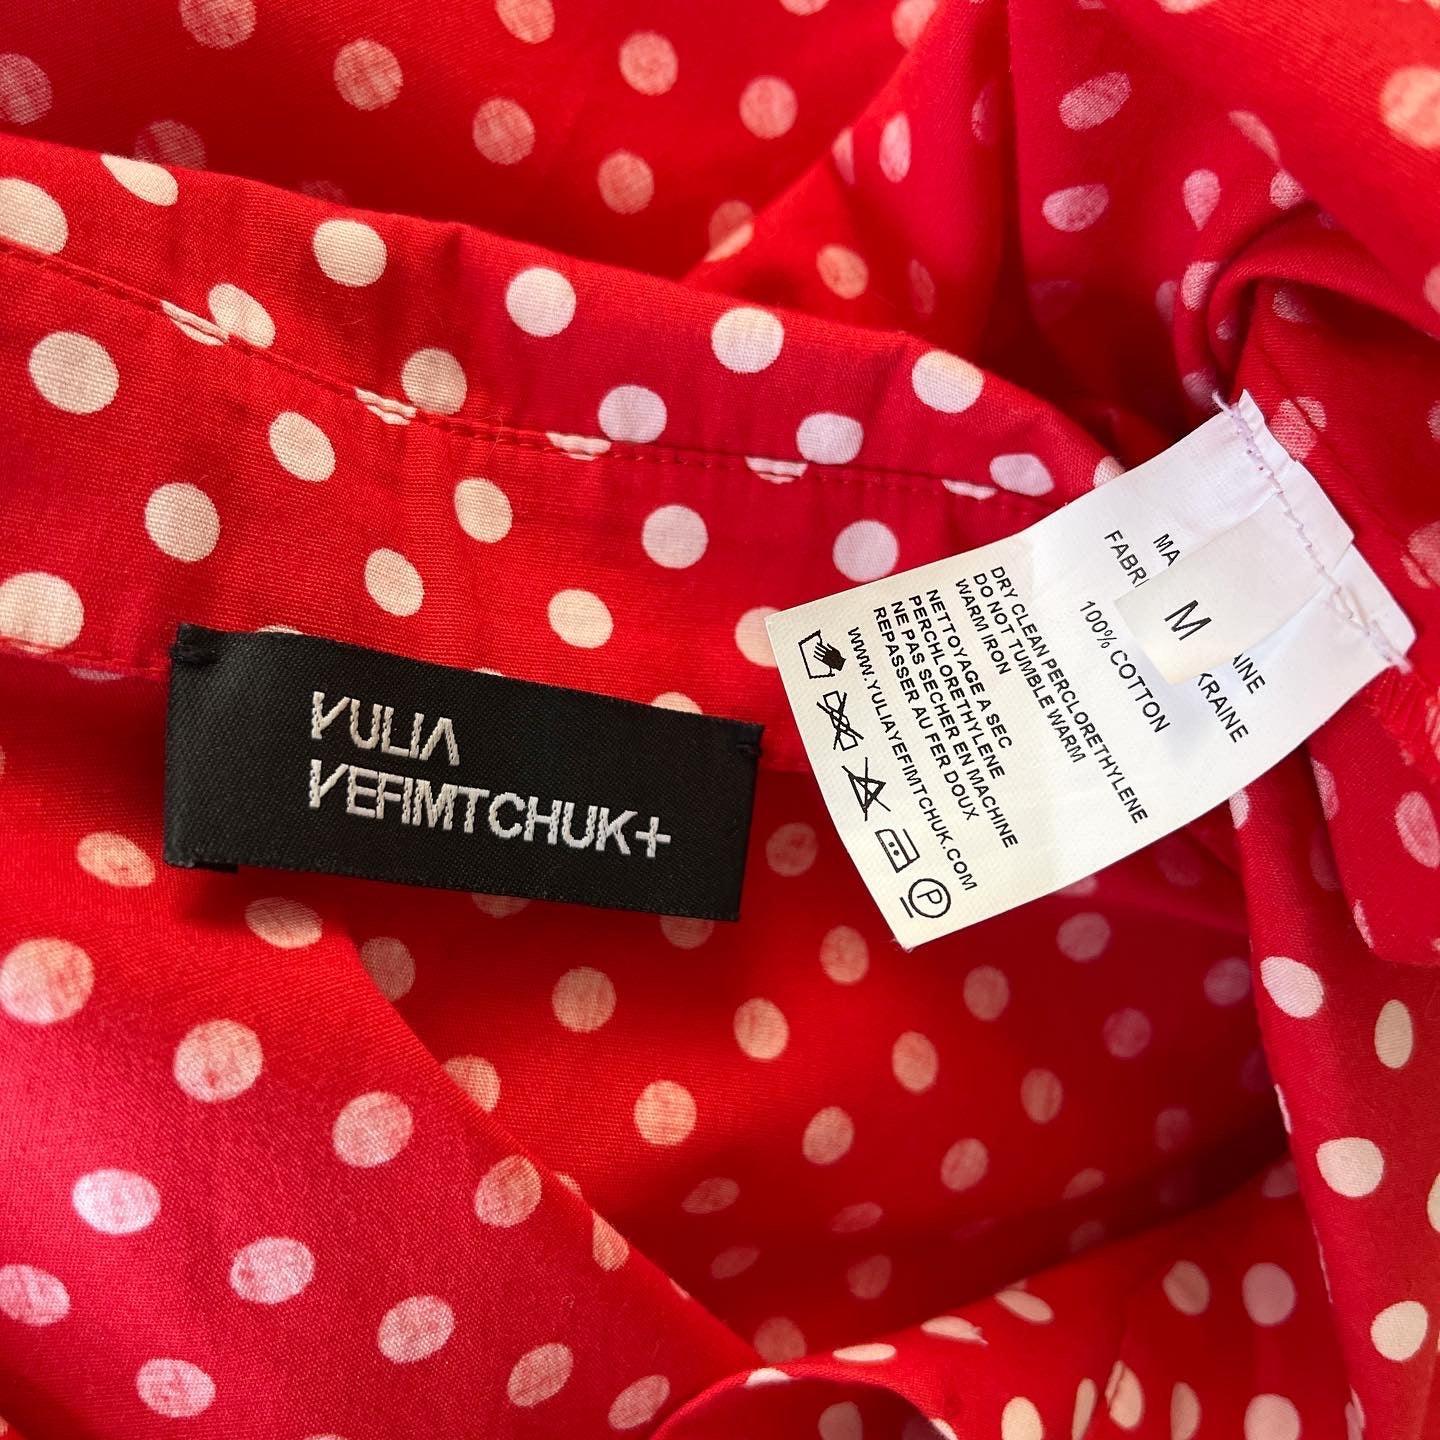 YULIA
YEFIMTCHUK+
M
100% COTTON
DRY CLEAN PERCLORETHYLENE
DO NOT TUMBLE WARM
WARM IRON
NETTOYAGE A SEC
PERCHLORETHYLENE
NE PAS SECHER EN MACHINE
REPASSER AU FER DOUX
WWW.YULIAYEFIMTCHUK.COM
P